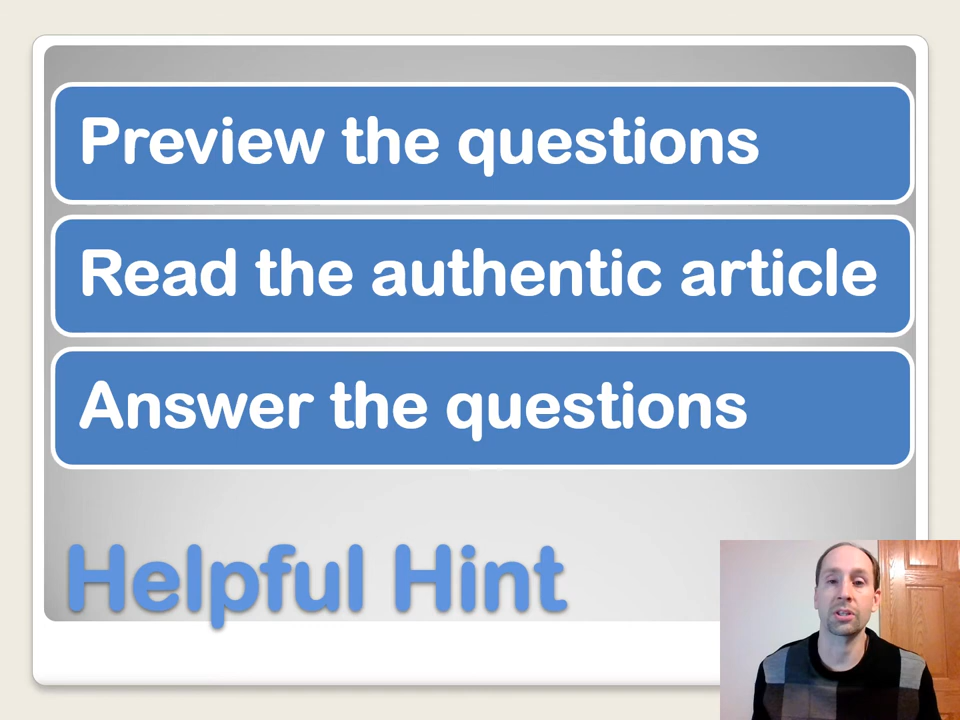 Preview the questions
Read the authentic article
Answer the questions
Helpful Hint